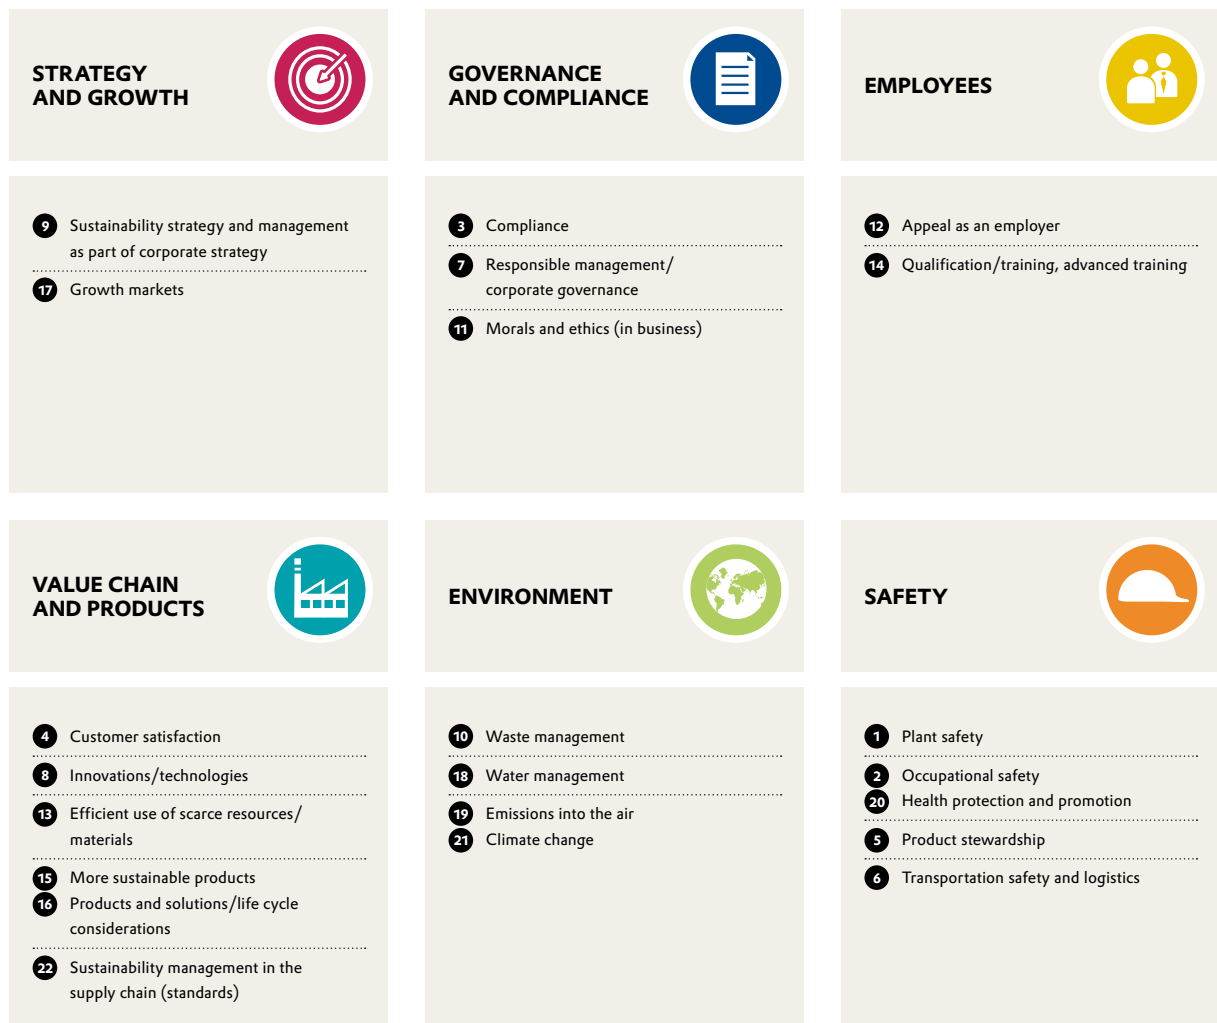 STRATEGY
AND GROWTH
9 Sustainability strategy and management
as part of corporate strategy
17 Growth markets
GOVERNANCE
AND COMPLIANCE
3 Compliance
7 Responsible management/
corporate governance
11 Morals and ethics (in business)
EMPLOYEES
12 Appeal as an employer
14 Qualification/training, advanced training
VALUE CHAIN
AND PRODUCTS
4 Customer satisfaction
8 Innovations/technologies
13 Efficient use of scarce resources/
materials
15 More sustainable products
16 Products and solutions/life cycle
considerations
22 Sustainability management in the
supply chain (standards)
ENVIRONMENT
10 Waste management
18 Water management
19 Emissions into the air
21 Climate change
SAFETY
1 Plant safety
2 Occupational safety
20 Health protection and promotion
5 Product stewardship
6 Transportation safety and logistics